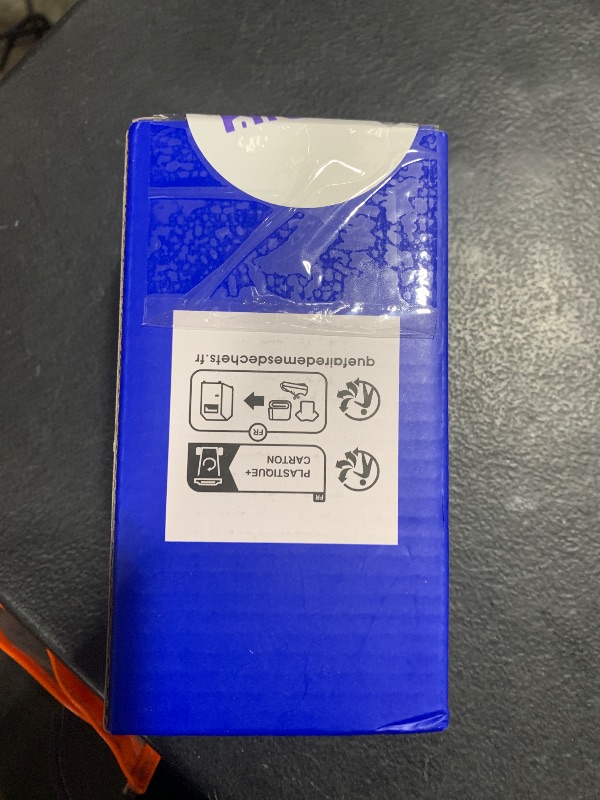 FR
PLASTIQUE+
CARTON
FR
quefairedemesdechets.fr